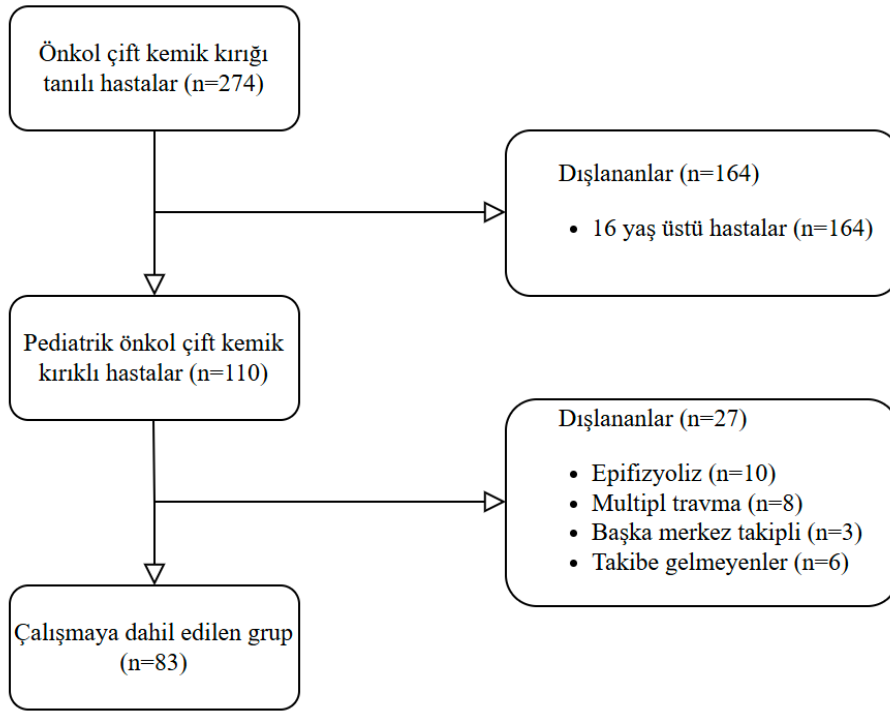 Önkol çift kemik kırığı
tanılı hastalar (n=274)
Dışlananlar (n=164)
• 16 yaş üstü hastalar (n=164)
Pediatrik önkol çift kemik
kırıklı hastalar (n=110)
Dışlananlar (n=27)
• Epifizyoliz (n=10)
• Multipl travma (n=8)
• Başka merkez takipli (n=3)
• Takibe gelmeyenler (n=6)
Çalışmaya dahil edilen grup
(n=83)